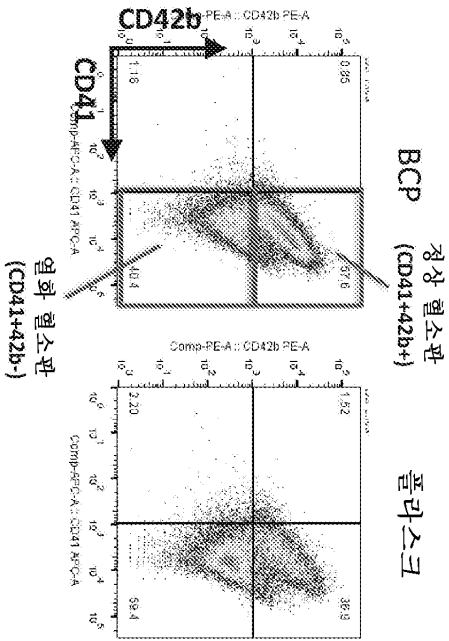 BCP
정상 혈소판
(CD41+42b+)
열화 혈소판
(CD41+42b-)
CD42b
CD41
Comp-PE-A :: CD42b PE-A
Comp-APC-A :: CD41 APC-A
0.85
57.6
1.18
40.4
플라스크
Comp-PE-A :: CD42b PE-A
Comp-APC-A :: CD41 APC-A
1.52
36.9
2.20
59.4